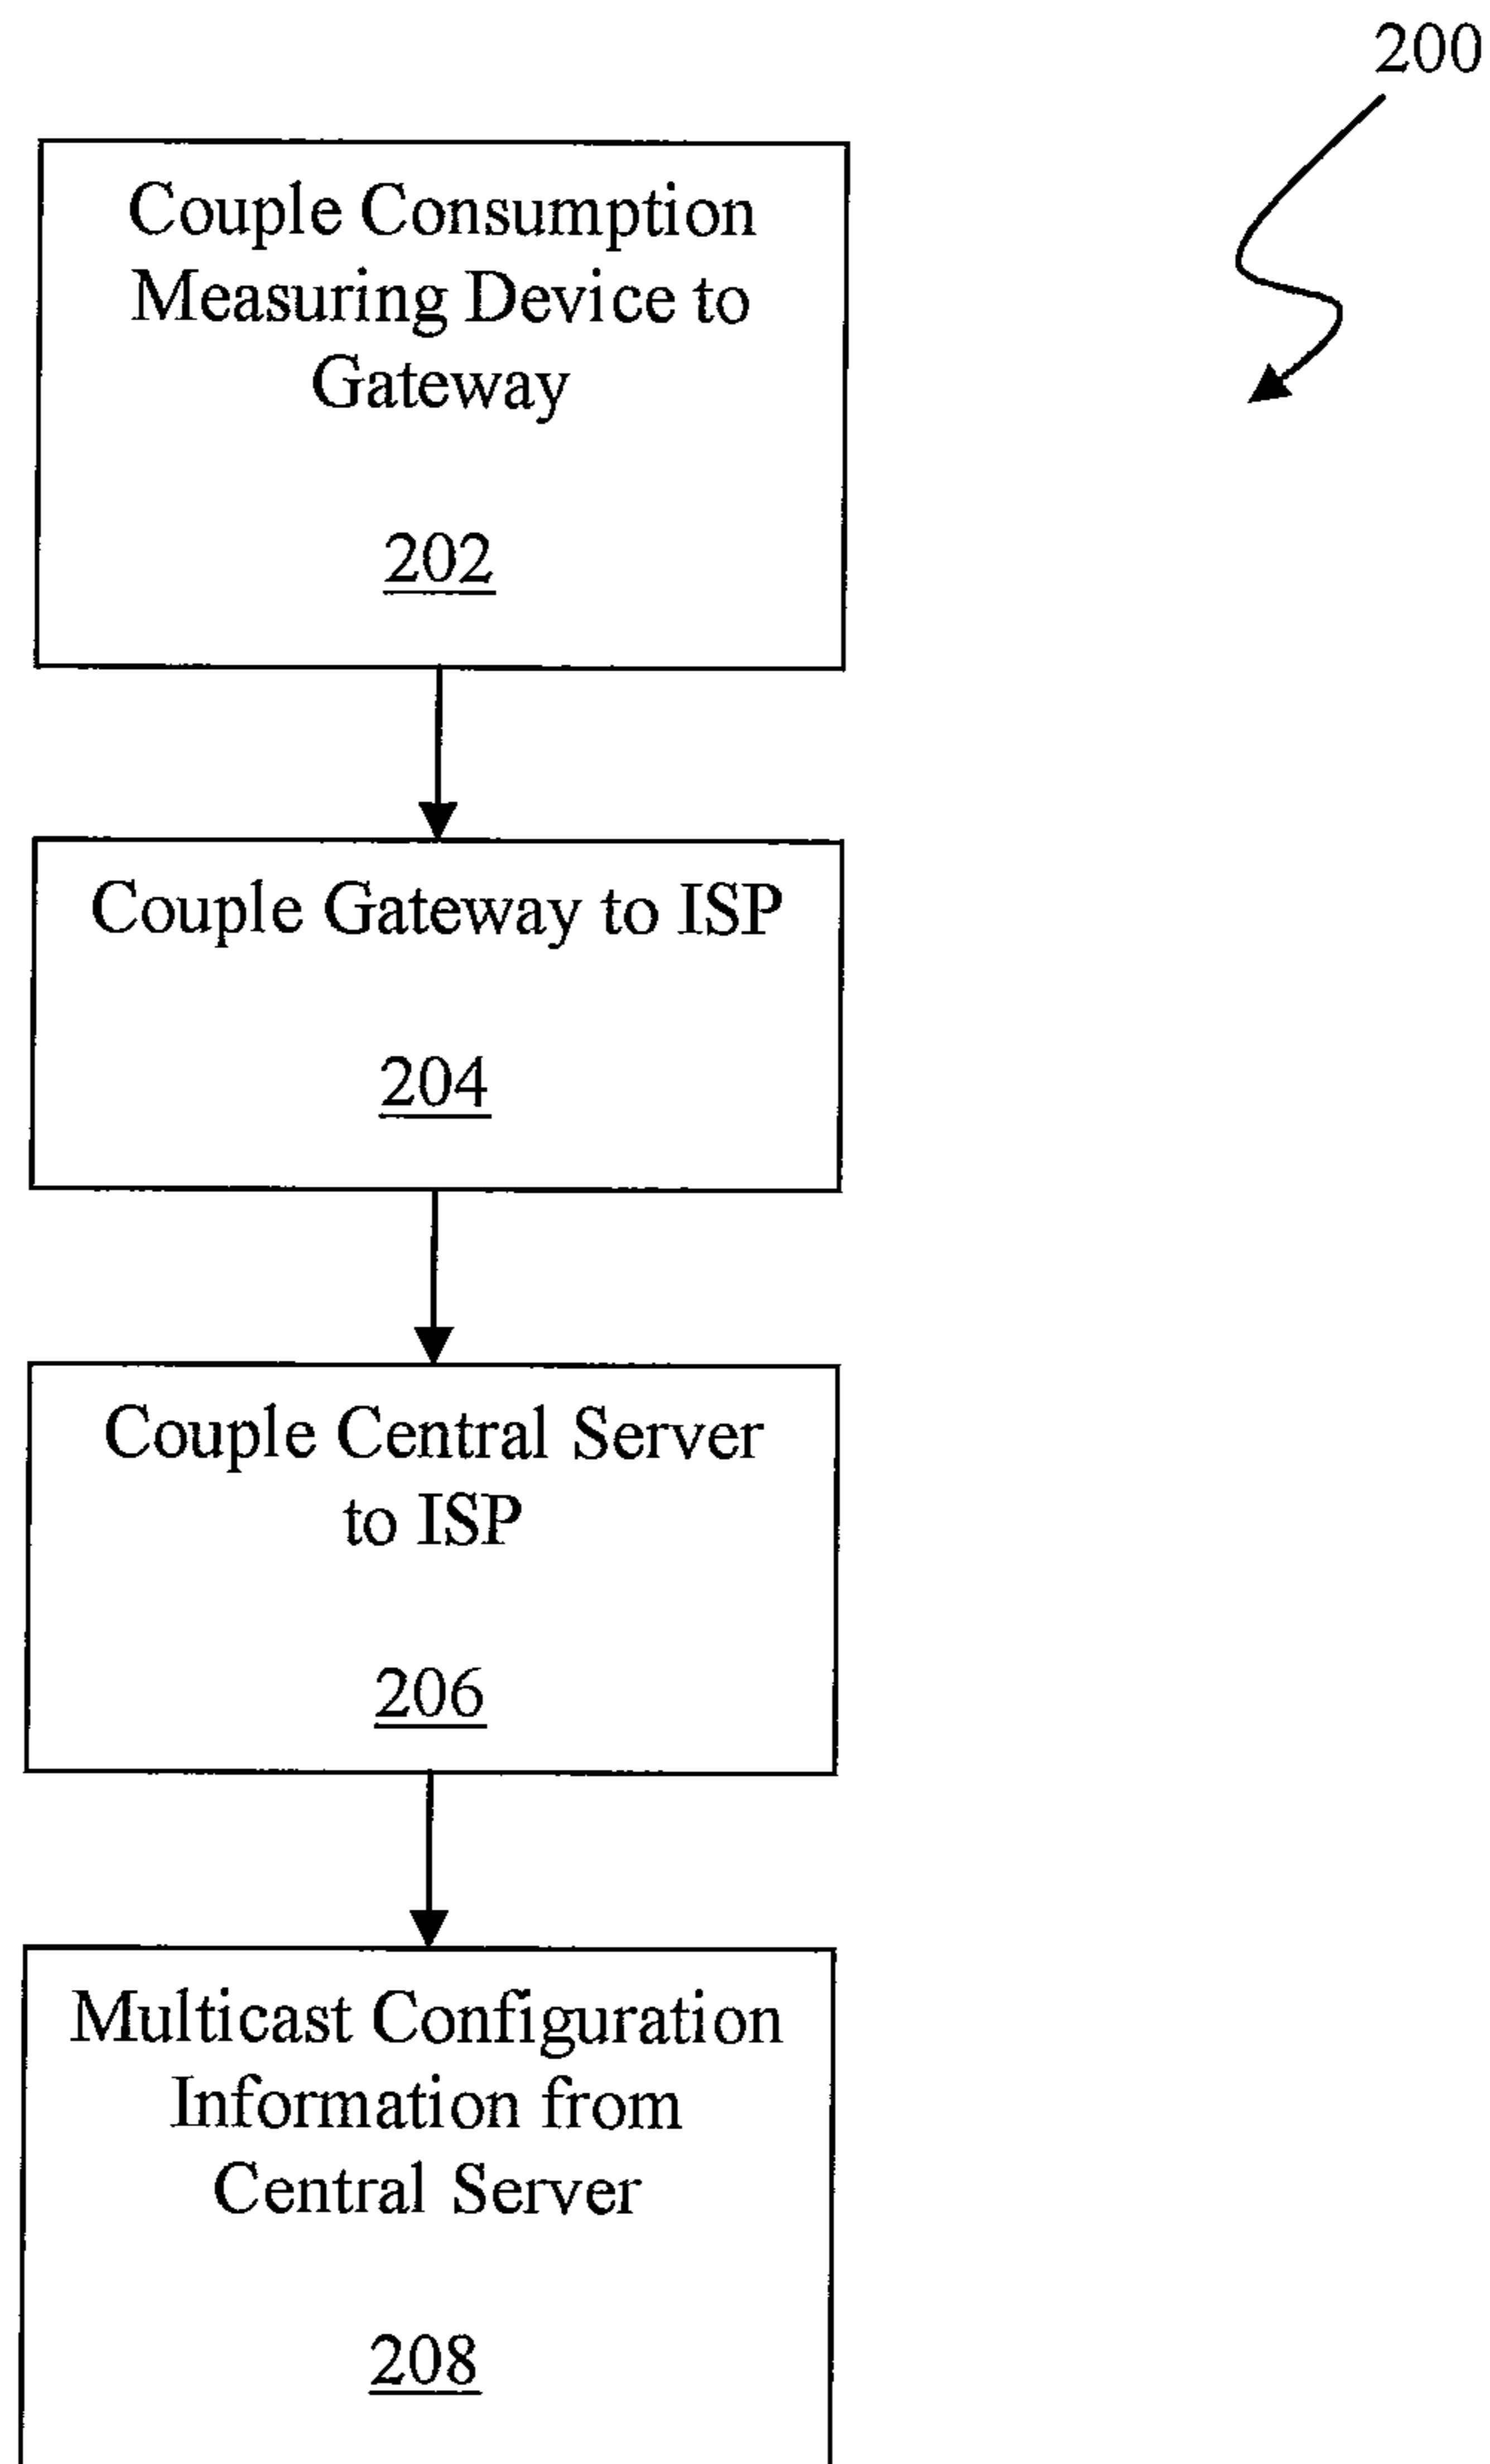 200
Couple Consumption
Measuring Device to
Gateway
202
Couple Gateway to ISP
204
Couple Central Server
to ISP
206
Multicast Configuration
Information from
Central Server
208